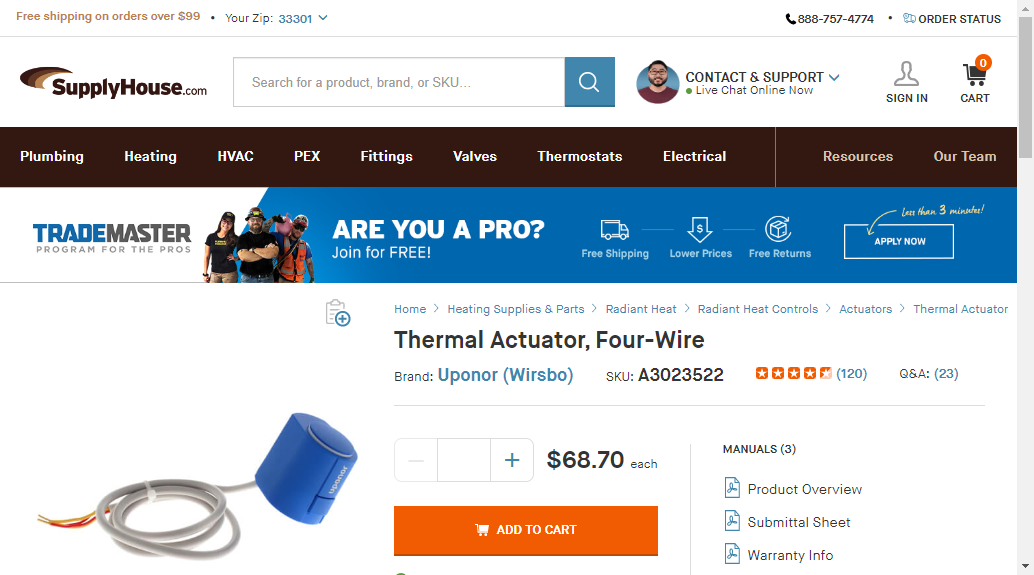 Free shipping on orders over $99 • Your Zip: 33301
888-757-4774 • ORDER STATUS
SupplyHouse.com
Search for a product, brand, or SKU...
CONTACT & SUPPORT
Live Chat Online Now
SIGN IN
0
CART
Plumbing Heating HVAC PEX Fittings Valves Thermostats Electrical Resources Our Team
TRADEMASTER
PROGRAM FOR THE PROS
ARE YOU A PRO?
Join for FREE!
Free Shipping
Lower Prices
Free Returns
Less than 3 minutes!
APPLY NOW
Home > Heating Supplies & Parts > Radiant Heat > Radiant Heat Controls > Actuators > Thermal Actuator
Thermal Actuator, Four-Wire
Brand: Uponor (Wirsbo) SKU: A3023522 (120) Q&A: (23)
uponor
$68.70 each
ADD TO CART
MANUALS (3)
Product Overview
Submittal Sheet
Warranty Info